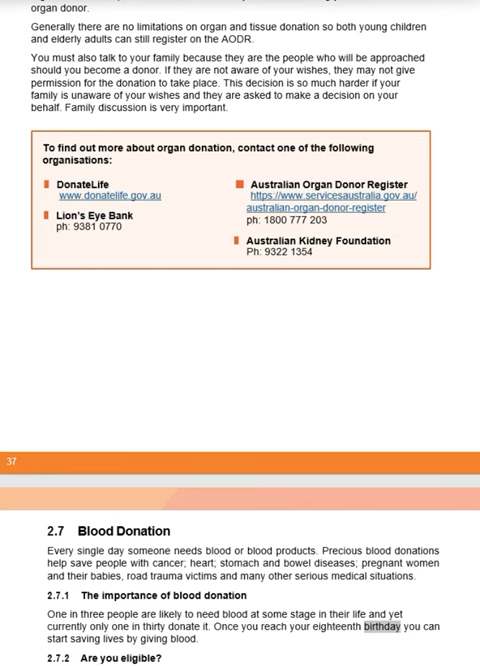 organ donor.
Generally there are no limitations on organ and tissue donation so both young children
and elderly adults can still register on the AODR.
You must also talk to your family because they are the people who will be approached
should you become a donor. If they are not aware of your wishes, they may not give
permission for the donation to take place. This decision is so much harder if your
family is unaware of your wishes and they are asked to make a decision on your
behalf. Family discussion is very important.
To find out more about organ donation, contact one of the following
organisations:
DonateLife
www.donatelife.gov.au
Lion's Eye Bank
ph: 9381 0770
Australian Organ Donor Register
https://www.servicesaustralia.gov.au/
australian-organ-donor-register
ph: 1800 777 203
Australian Kidney Foundation
Ph: 9322 1354
37
2.7 Blood Donation
Every single day someone needs blood or blood products. Precious blood donations
help save people with cancer; heart; stomach and bowel diseases; pregnant women
and their babies, road trauma victims and many other serious medical situations.
2.7.1 The importance of blood donation
One in three people are likely to need blood at some stage in their life and yet
currently only one in thirty donate it. Once you reach your eighteenth birthday you can
start saving lives by giving blood.
2.7.2 Are you eligible?